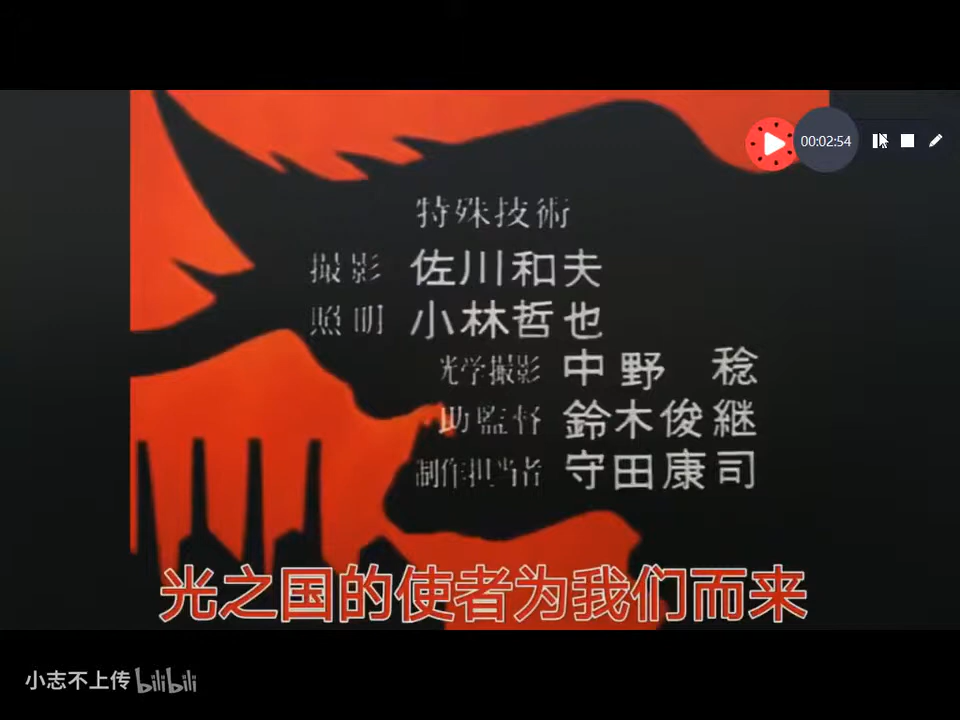 00:02:54
特殊技術
撮影 佐川和夫
照明 小林哲也
光学撮影 中野 稔
助監督 鈴木俊継
制作担当者 守田康司
光之国的使者为我们而来
小志不上传 bilibili